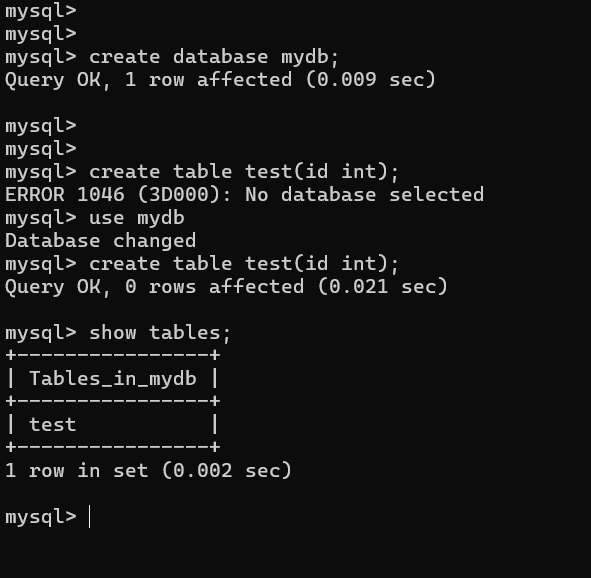 mysql>
mysql>
mysql> create database mydb;
Query OK, 1 row affected (0.009 sec)
mysql>
mysql>
mysql> create table test(id int);
ERROR 1046 (3D000): No database selected
mysql> use mydb
Database changed
mysql> create table test(id int);
Query OK, 0 rows affected (0.021 sec)
mysql> show tables;
+----------------+
| Tables_in_mydb |
+----------------+
| test           |
+----------------+
1 row in set (0.002 sec)
mysql>